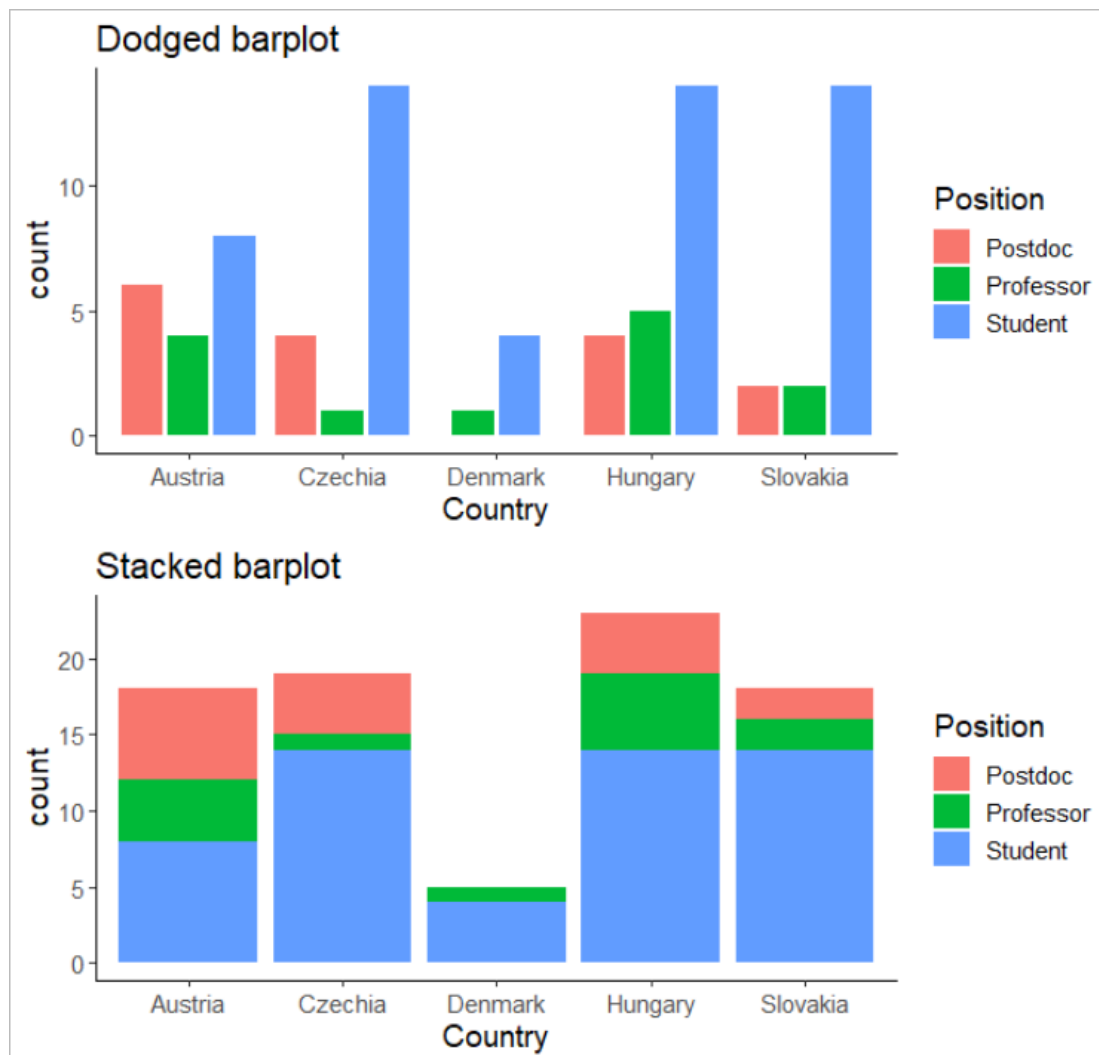 Dodged barplot
10
5
0
count
Austria Czechia Denmark Hungary Slovakia
Country
Position
Postdoc
Professor
Student
Stacked barplot
20
15
10
5
0
count
Austria Czechia Denmark Hungary Slovakia
Country
Position
Postdoc
Professor
Student